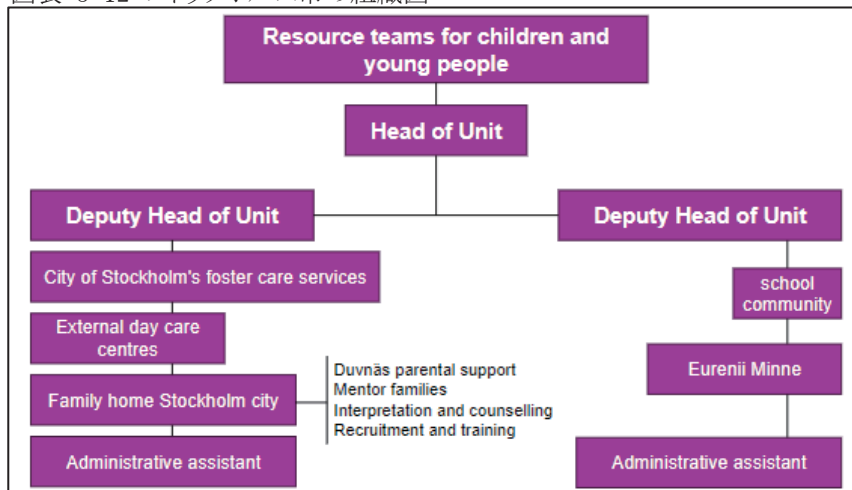 Resource teams for children and
young people
Head of Unit
Deputy Head of Unit
Deputy Head of Unit
City of Stockholm's foster care services
External day care
centres
Family home Stockholm city
Duvnäs parental support
Mentor families
Interpretation and counselling
Recruitment and training
Administrative assistant
school
community
Eurenii Minne
Administrative assistant